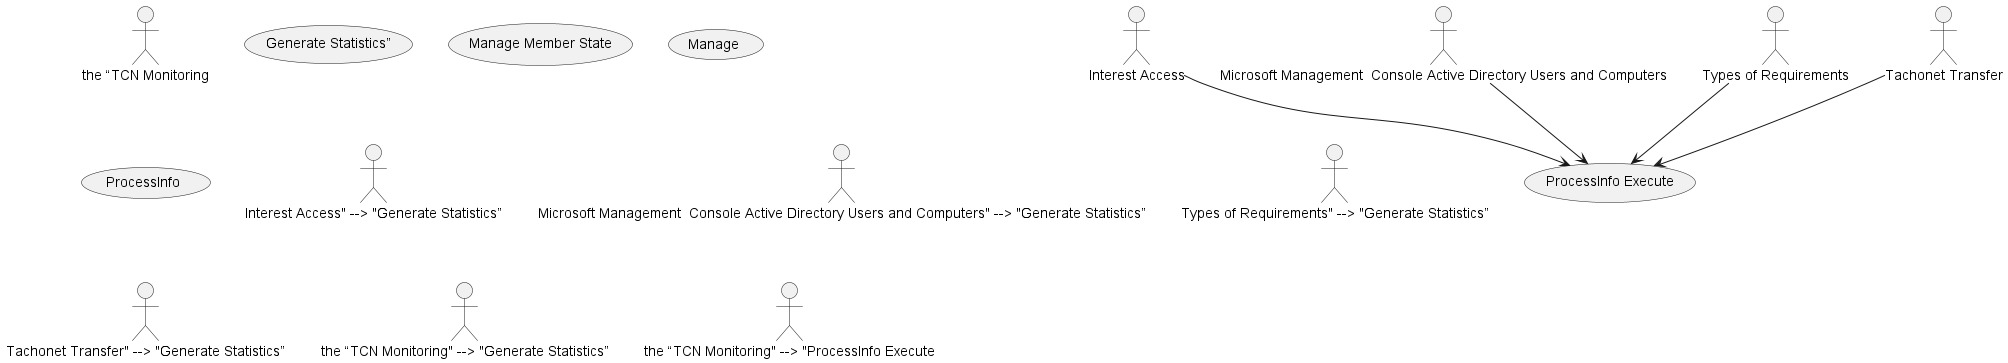 the “TCN Monitoring
Generate Statistics”
Manage Member State
Manage
Interest Access
Microsoft Management  Console Active Directory Users and Computers
Types of Requirements
Tachonet Transfer
ProcessInfo
Interest Access" --> "Generate Statistics”
Microsoft Management  Console Active Directory Users and Computers" --> "Generate Statistics”
Types of Requirements" --> "Generate Statistics”
ProcessInfo Execute
Tachonet Transfer" --> "Generate Statistics”
the “TCN Monitoring" --> "Generate Statistics”
the “TCN Monitoring" --> "ProcessInfo Execute